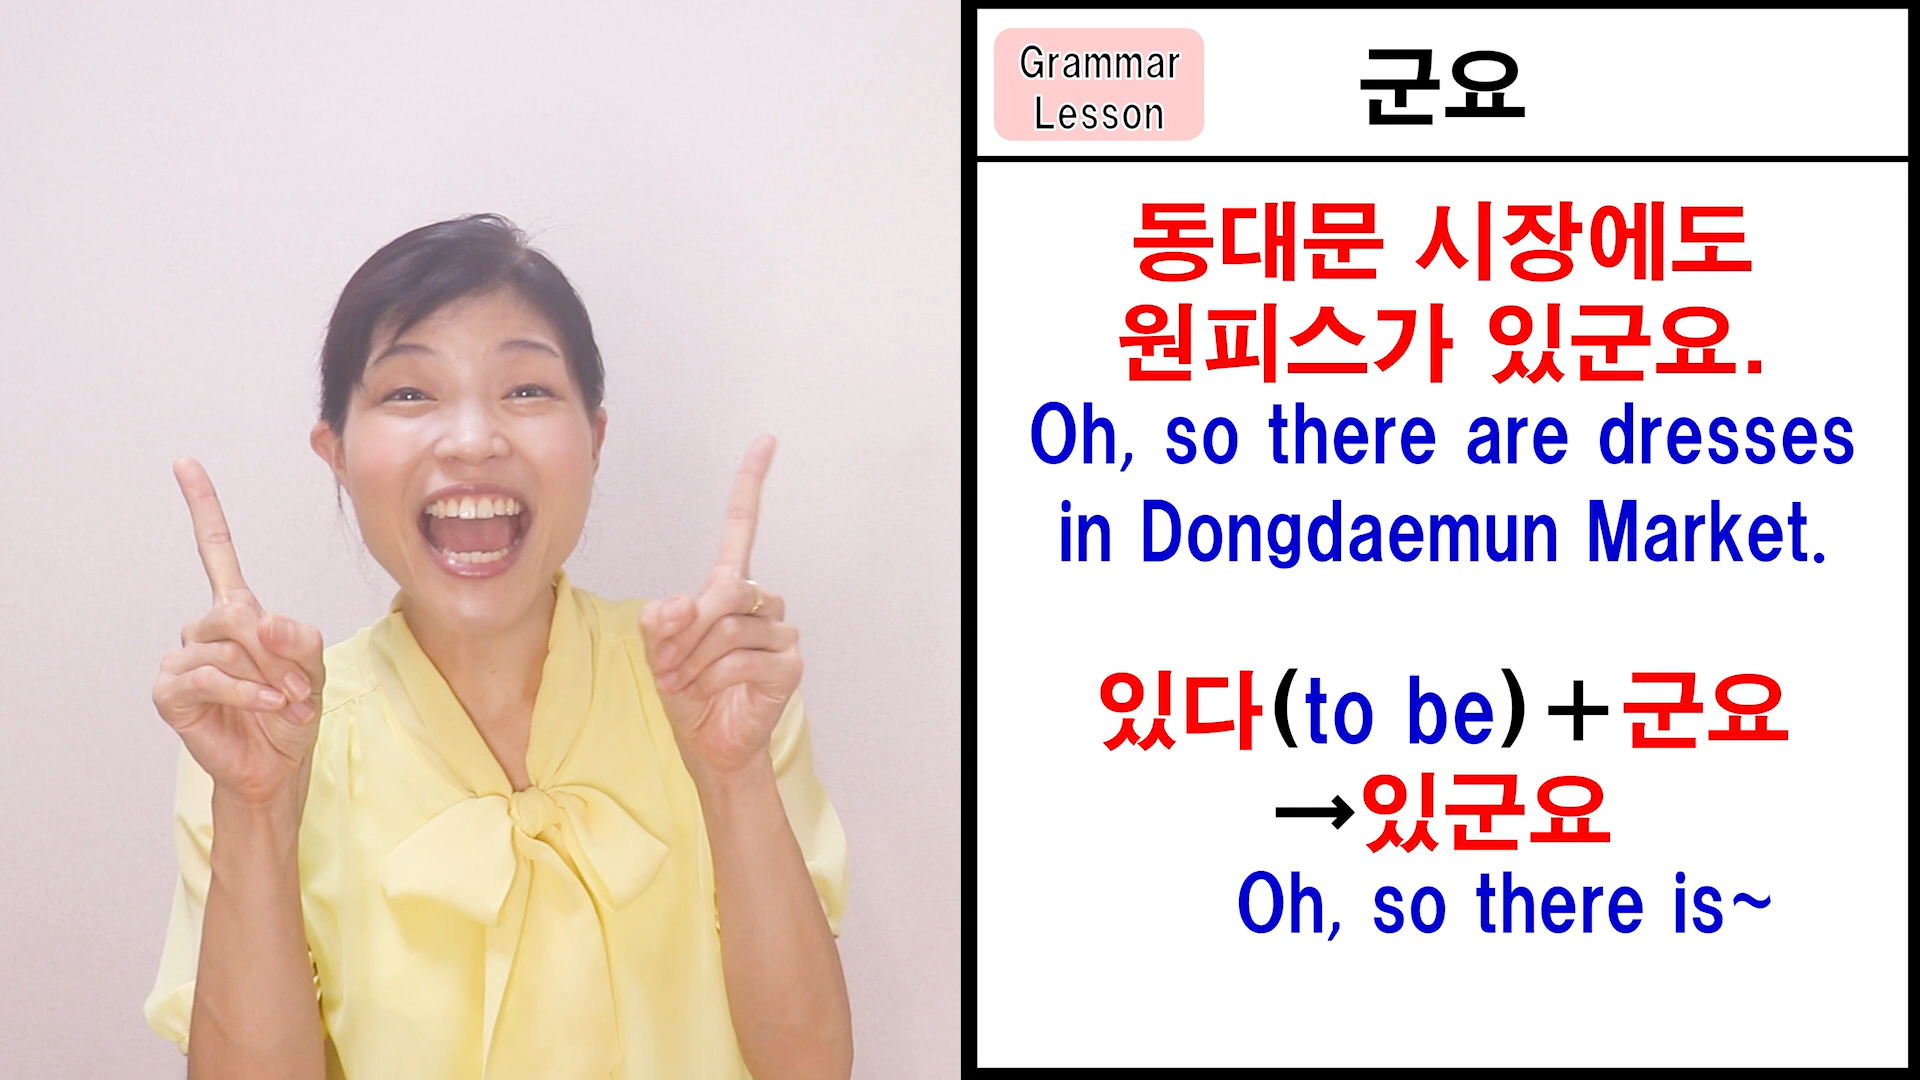 Grammar
Lesson
군요
동대문 시장에도
원피스가 있군요.
Oh, so there are dresses
in Dongdaemun Market.
있다(to be)+군요
→있군요
Oh, so there is~